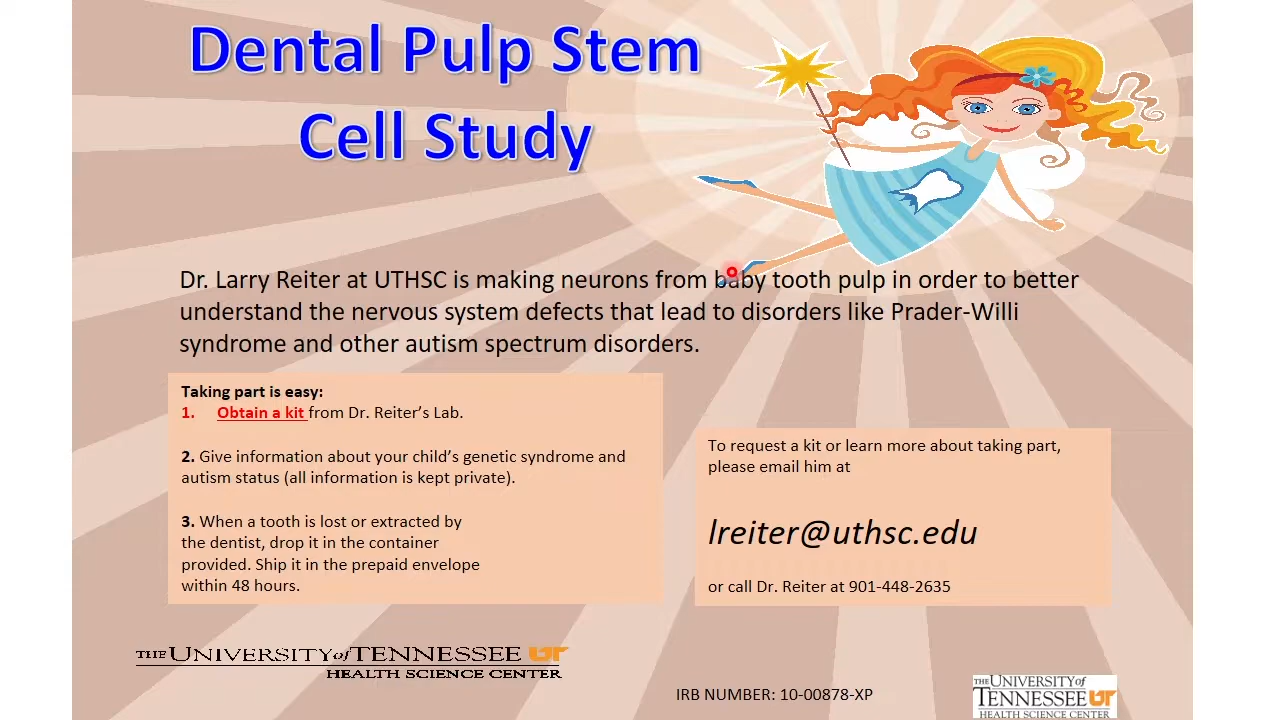 Dental Pulp Stem
Cell Study
Dr. Larry Reiter at UTHSC is making neurons from baby tooth pulp in order to better
understand the nervous system defects that lead to disorders like Prader-Willi
syndrome and other autism spectrum disorders.
Taking part is easy:
1. Obtain a kit from Dr. Reiter’s Lab.
2. Give information about your child’s genetic syndrome and
autism status (all information is kept private).
3. When a tooth is lost or extracted by
the dentist, drop it in the container
provided. Ship it in the prepaid envelope
within 48 hours.
To request a kit or learn more about taking part,
please email him at
lreiter@uthsc.edu
or call Dr. Reiter at 901-448-2635
THE UNIVERSITY of TENNESSEE UT
HEALTH SCIENCE CENTER
IRB NUMBER: 10-00878-XP
THE UNIVERSITY of
TENNESSEE UT
HEALTH SCIENCE CENTER